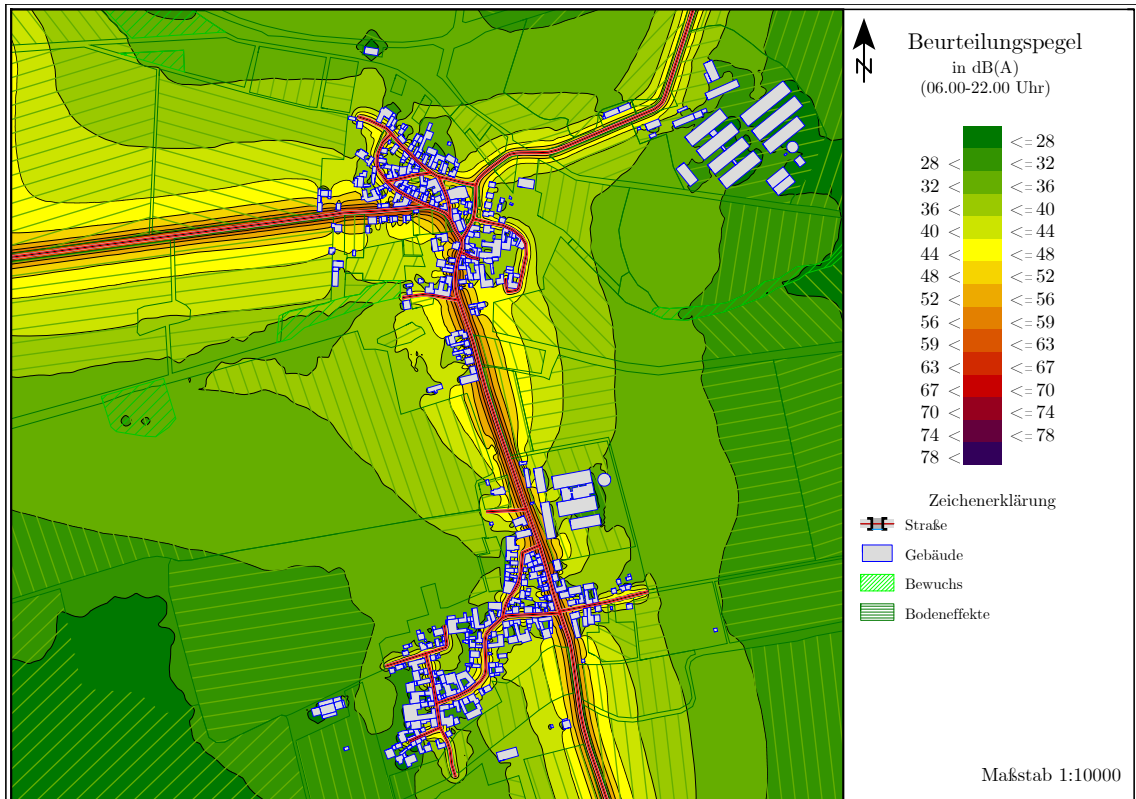 N
Beurteilungspegel
in dB(A)
(06.00-22.00 Uhr)
<= 28
28 < <= 32
32 < <= 36
36 < <= 40
40 < <= 44
44 < <= 48
48 < <= 52
52 < <= 56
56 < <= 59
59 < <= 63
63 < <= 67
67 < <= 70
70 < <= 74
74 < <= 78
78 <
Zeichenerklärung
Straße
Gebäude
Bewuchs
Bodeneffekte
Maßstab 1:10000